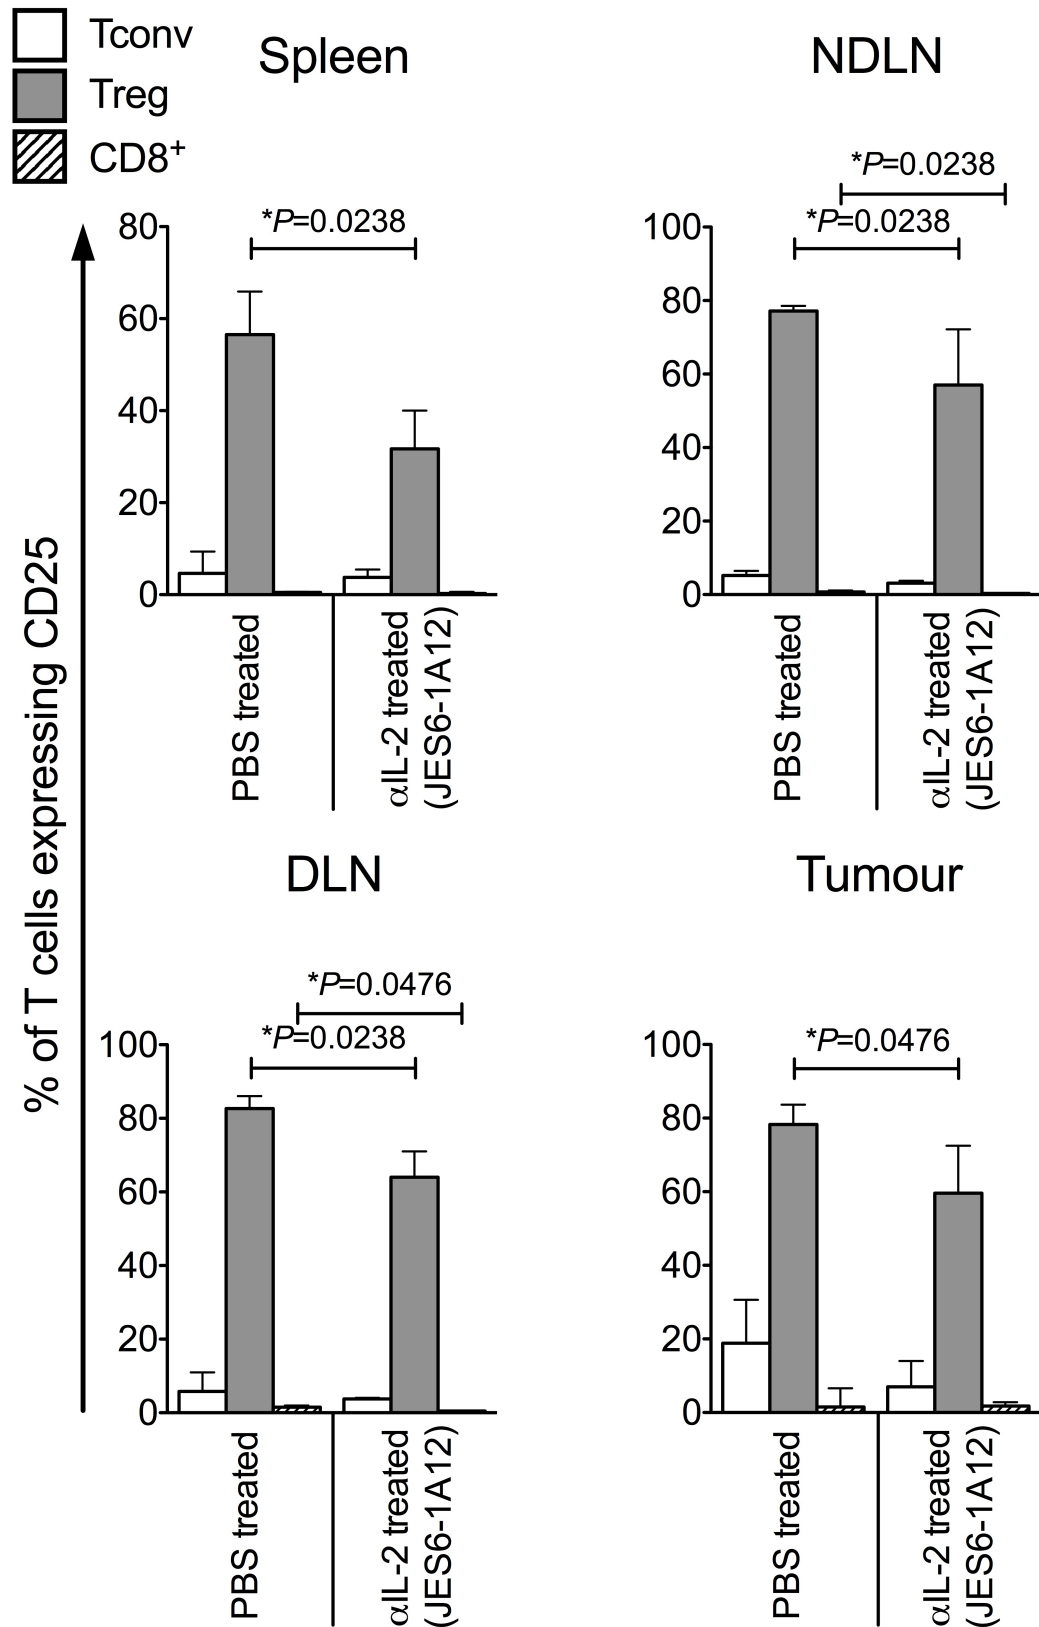 Tconv
Treg
CD8+
% of T cells expressing CD25
Spleen
*P=0.0238
80
60
40
20
0
PBS treated
αIL-2 treated
(JES6-1A12)
NDLN
*P=0.0238
*P=0.0238
100
80
60
40
20
0
PBS treated
αIL-2 treated
(JES6-1A12)
DLN
*P=0.0476
*P=0.0238
100
80
60
40
20
0
PBS treated
αIL-2 treated
(JES6-1A12)
Tumour
*P=0.0476
100
80
60
40
20
0
PBS treated
αIL-2 treated
(JES6-1A12)